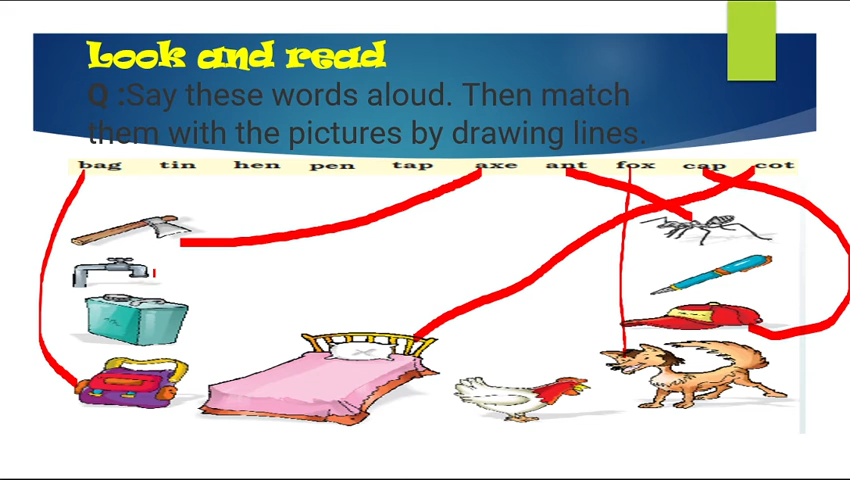 Look and read
Q :Say these words aloud. Then match
them with the pictures by drawing lines.
bag tin hen pen tap axe ant fox cap cot